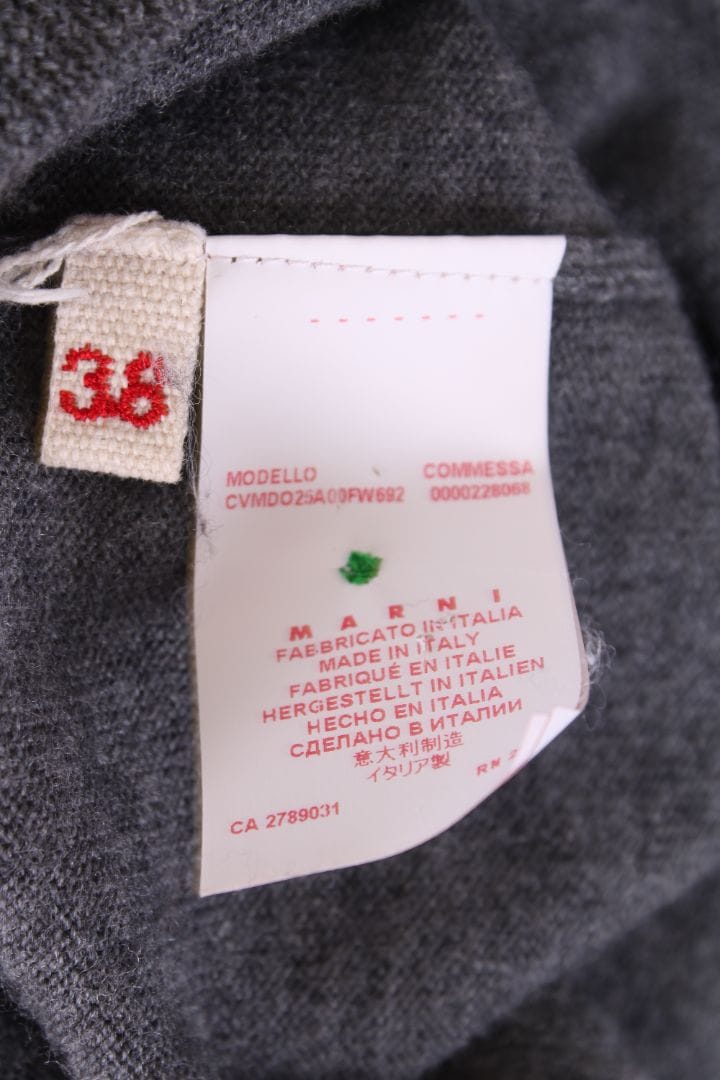 36
MODELLO COMMESSA
CVMDO25A00FW692 0000228068
MARNI
FABBRICATO IN ITALIA
MADE IN ITALY
FABRIQUÉ EN ITALIE
HERGESTELLT IN ITALIEN
HECHO EN ITALIA
СДЕЛАНО В ИТАЛИИ
意大利制造
イタリア製
RN
CA 2789031